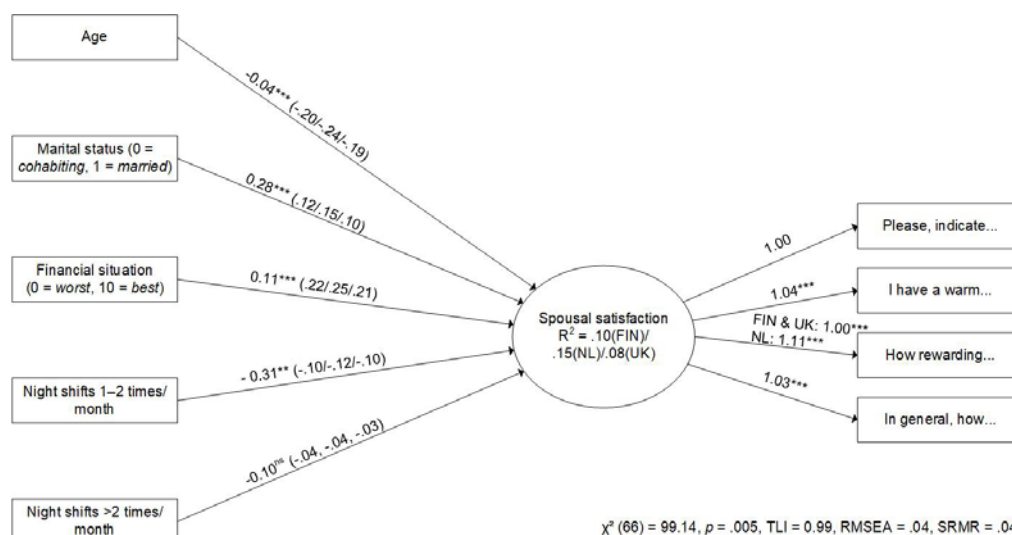 Age
-0.04*** (-.20/-.24/-.19)
Marital status (0 =
cohabiting, 1 = married)
0.28*** (.12/.15/.10)
Financial situation
(0 = worst, 10 = best)
0.11*** (.22/.25/.21)
Night shifts 1–2 times/
month
- 0.31** (-.10/-.12/-.10)
Night shifts >2 times/
month
-0.10ns (-.04, -.04, -.03)
Spousal satisfaction
R² = .10(FIN)/
.15(NL)/.08(UK)
1.00
Please, indicate...
1.04***
I have a warm...
FIN & UK: 1.00***
NL: 1.11***
How rewarding...
1.03***
In general, how...
χ² (66) = 99.14, p = .005, TLI = 0.99, RMSEA = .04, SRMR = .04